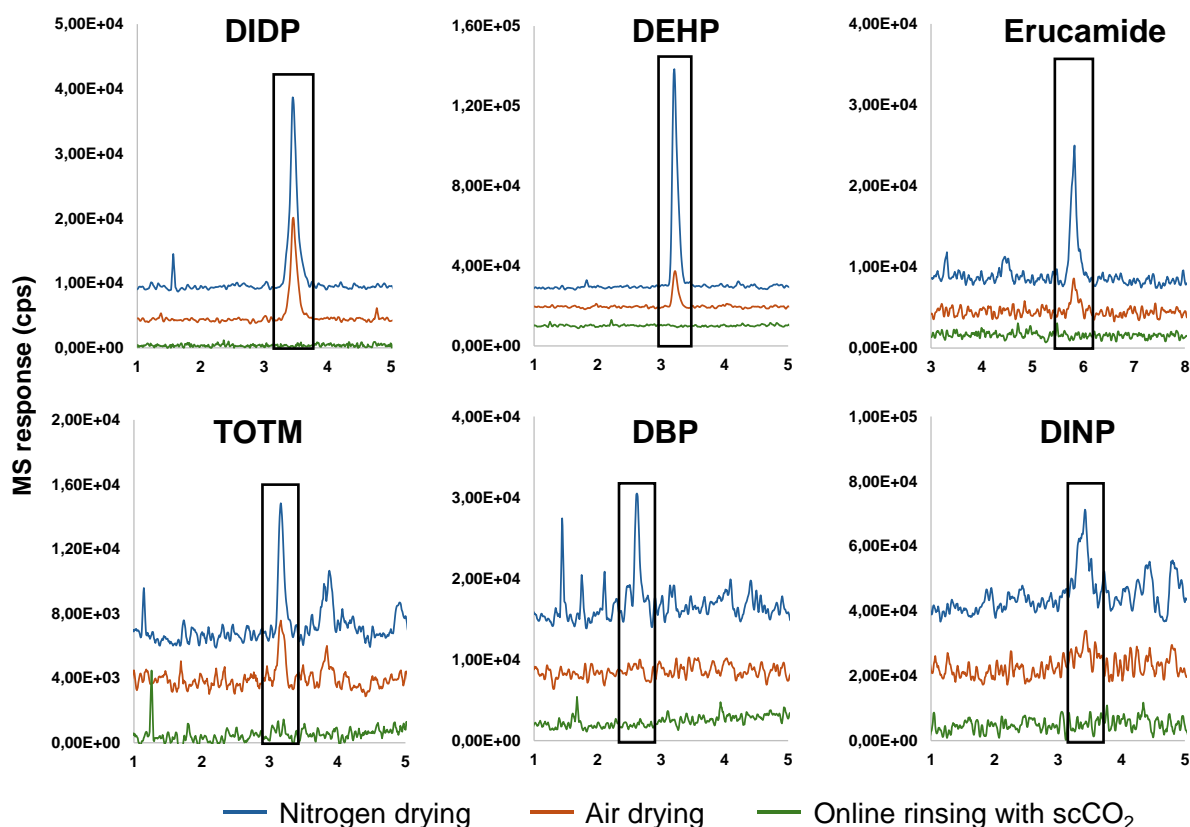 MS response (cps)
DIDP
5,00E+04
4,00E+04
3,00E+04
2,00E+04
1,00E+04
0,00E+00
1 2 3 4 5
DEHP
1,60E+05
1,20E+05
8,00E+04
4,00E+04
0,00E+00
1 2 3 4 5
Erucamide
4,00E+04
3,00E+04
2,00E+04
1,00E+04
0,00E+00
3 4 5 6 7 8
TOTM
2,00E+04
1,60E+04
1,20E+04
8,00E+03
4,00E+03
0,00E+00
1 2 3 4 5
DBP
4,00E+04
3,00E+04
2,00E+04
1,00E+04
0,00E+00
1 2 3 4 5
DINP
1,00E+05
8,00E+04
6,00E+04
4,00E+04
2,00E+04
0,00E+00
1 2 3 4 5
Nitrogen drying Air drying Online rinsing with scCO₂